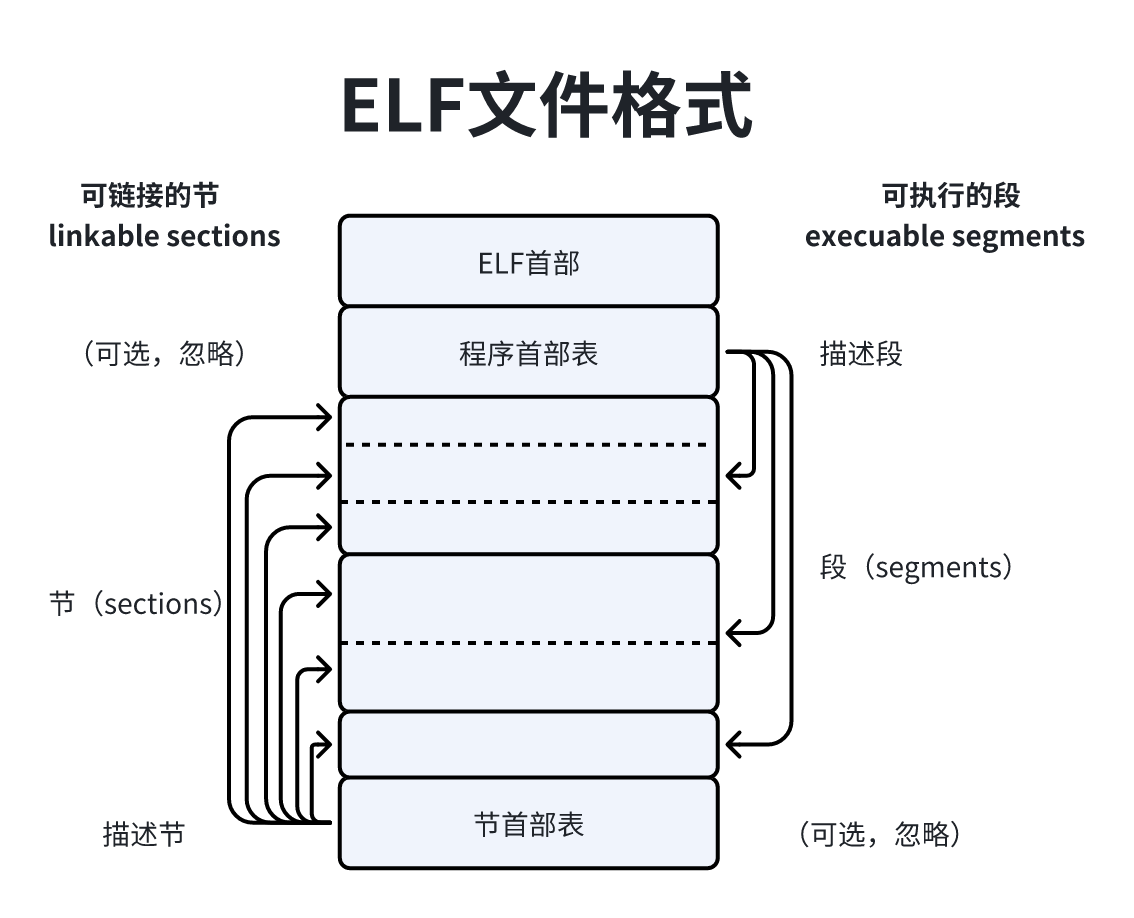 ELF文件格式
可链接的节
linkable sections
可执行的段
execuable segments
ELF首部
（可选，忽略）
程序首部表
描述段
段（segments）
节（sections）
描述节
节首部表
（可选，忽略）